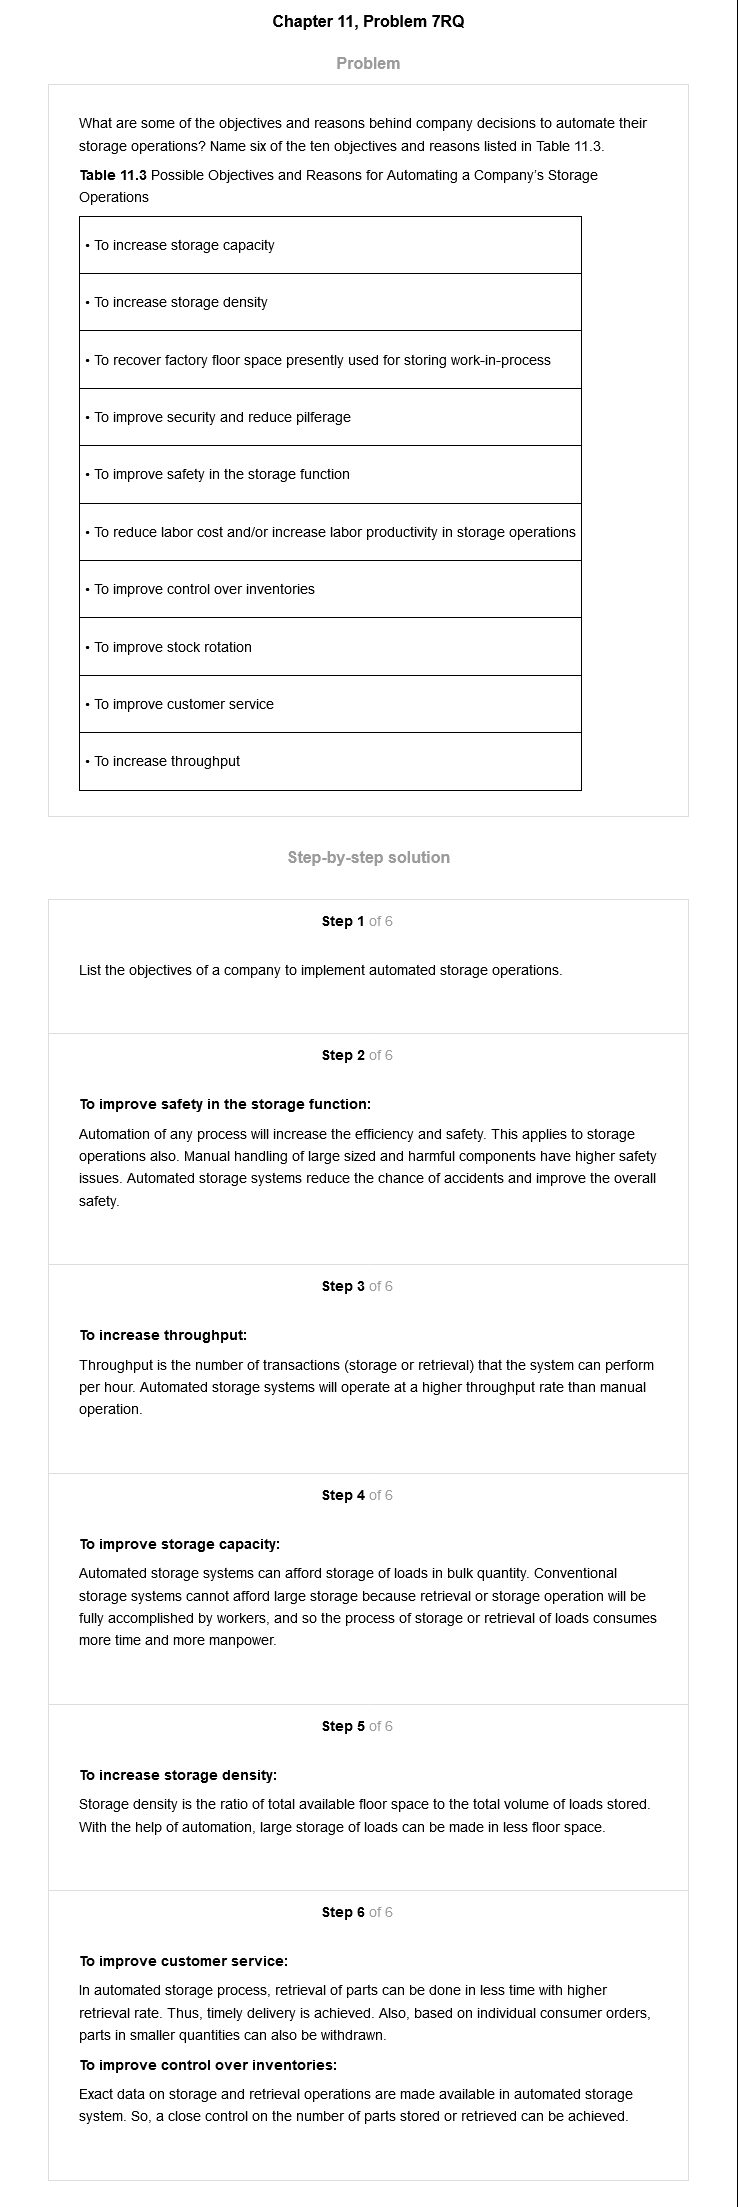 Chapter 11, Problem 7RQ
Problem
What are some of the objectives and reasons behind company decisions to automate their
storage operations? Name six of the ten objectives and reasons listed in Table 11.3.
Table 11.3 Possible Objectives and Reasons for Automating a Company's Storage
Operations
• To increase storage capacity
• To increase storage density
• To recover factory floor space presently used for storing work-in-process
• To improve security and reduce pilferage
• To improve safety in the storage function
• To reduce labor cost and/or increase labor productivity in storage operations
• To improve control over inventories
• To improve stock rotation
• To improve customer service
• To increase throughput
Step-by-step solution
Step 1 of 6
List the objectives of a company to implement automated storage operations.
Step 2 of 6
To improve safety in the storage function:
Automation of any process will increase the efficiency and safety. This applies to storage
operations also. Manual handling of large sized and harmful components have higher safety
issues. Automated storage systems reduce the chance of accidents and improve the overall
safety.
Step 3 of 6
To increase throughput:
Throughput is the number of transactions (storage or retrieval) that the system can perform
per hour. Automated storage systems will operate at a higher throughput rate than manual
operation.
Step 4 of 6
To improve storage capacity:
Automated storage systems can afford storage of loads in bulk quantity. Conventional
storage systems cannot afford large storage because retrieval or storage operation will be
fully accomplished by workers, and so the process of storage or retrieval of loads consumes
more time and more manpower.
Step 5 of 6
To increase storage density:
Storage density is the ratio of total available floor space to the total volume of loads stored.
With the help of automation, large storage of loads can be made in less floor space.
Step 6 of 6
To improve customer service:
In automated storage process, retrieval of parts can be done in less time with higher
retrieval rate. Thus, timely delivery is achieved. Also, based on individual consumer orders,
parts in smaller quantities can also be withdrawn.
To improve control over inventories:
Exact data on storage and retrieval operations are made available in automated storage
system. So, a close control on the number of parts stored or retrieved can be achieved.